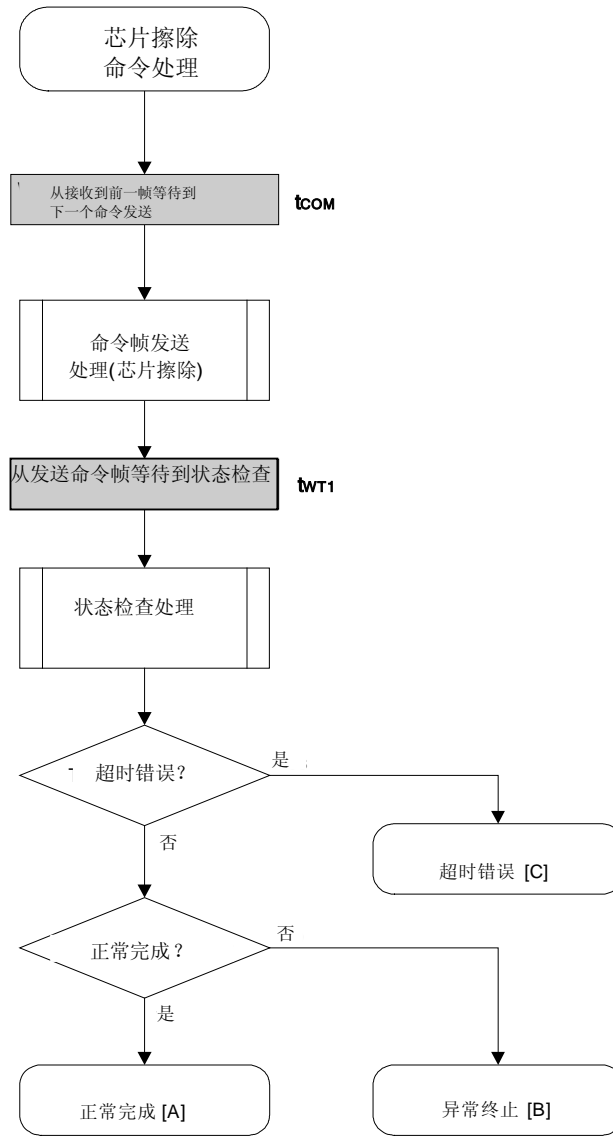 芯片擦除
命令处理
从接收到前一帧等待到
下一个命令发送
tCOM
命令帧发送
处理(芯片擦除)
从发送命令帧等待到状态检查
tWT1
状态检查处理
超时错误?
是
否
超时错误 [C]
正常完成?
否
是
正常完成 [A]
异常终止 [B]